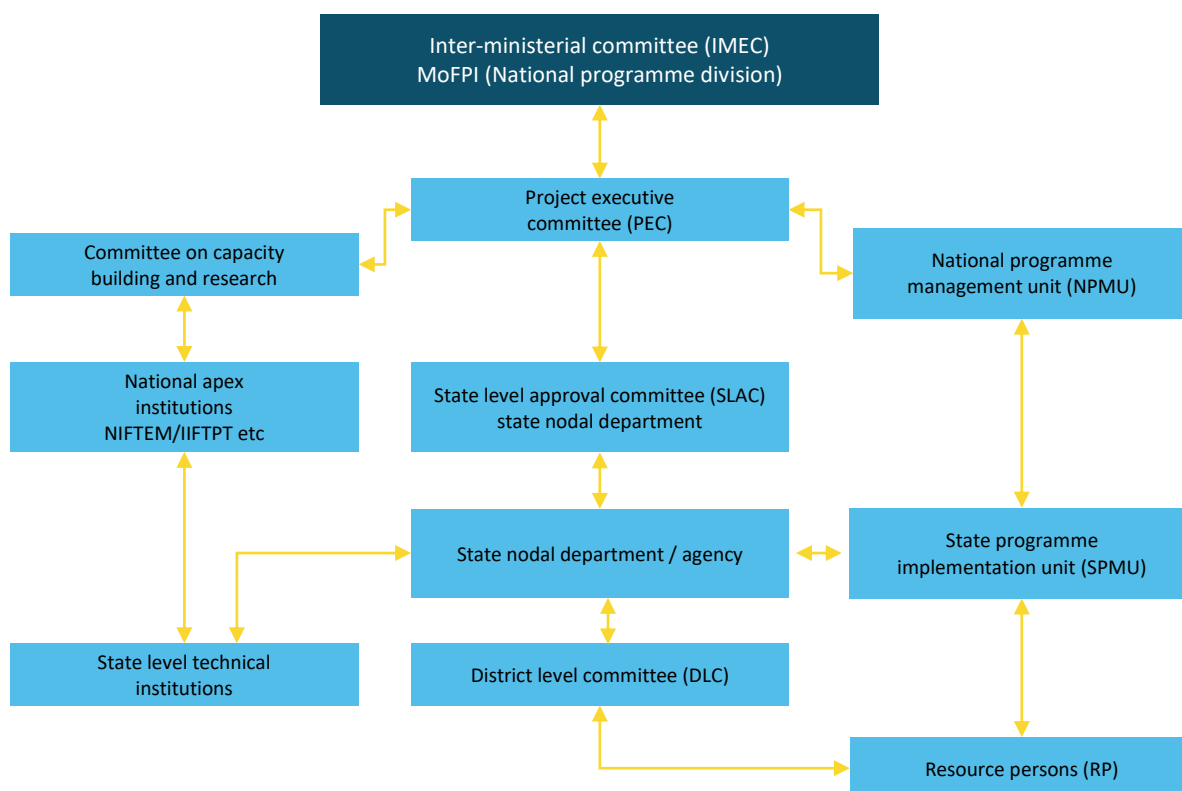 Inter-ministerial committee (IMEC)
MoFPI (National programme division)
Project executive
committee (PEC)
Committee on capacity
building and research
National programme
management unit (NPMU)
National apex
institutions
NIFTEM/IIFTPT etc
State level approval committee (SLAC)
state nodal department
State nodal department / agency
State programme
implementation unit (SPMU)
State level technical
institutions
District level committee (DLC)
Resource persons (RP)